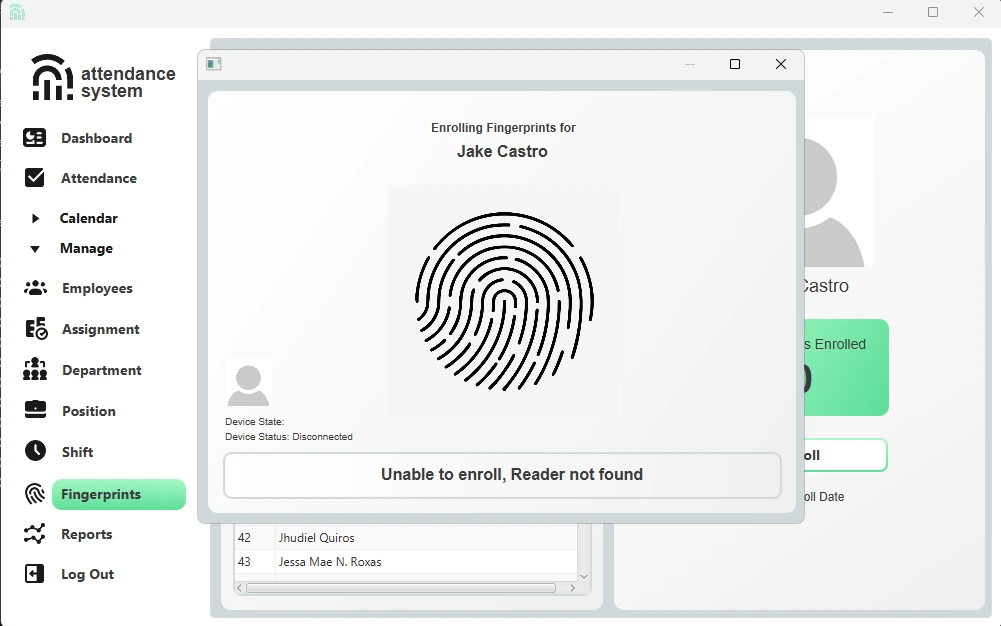 attendance
system
Dashboard
Attendance
Calendar
Manage
Employees
Assignment
Department
Position
Shift
Fingerprints
Reports
Log Out
Enrolling Fingerprints for
Jake Castro
Device State:
Device Status: Disconnected
Unable to enroll, Reader not found
42 Jhudiel Quiros
43 Jessa Mae N. Roxas
Castro
s Enrolled
oll
oll Date